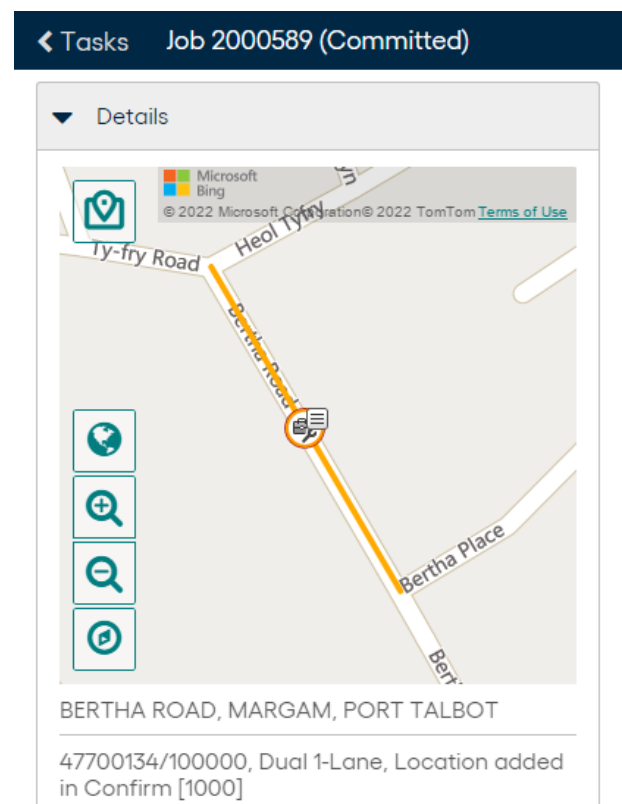 Tasks Job 2000589 (Committed)
Details
Microsoft
Bing
© 2022 Microsoft Corporation© 2022 TomTom Terms of Use
yn
Heol Tyfry
Ty-fry Road
Bertha Road
Bertha Place
Bert
BERTHA ROAD, MARGAM, PORT TALBOT
47700134/100000, Dual 1-Lane, Location added
in Confirm [1000]